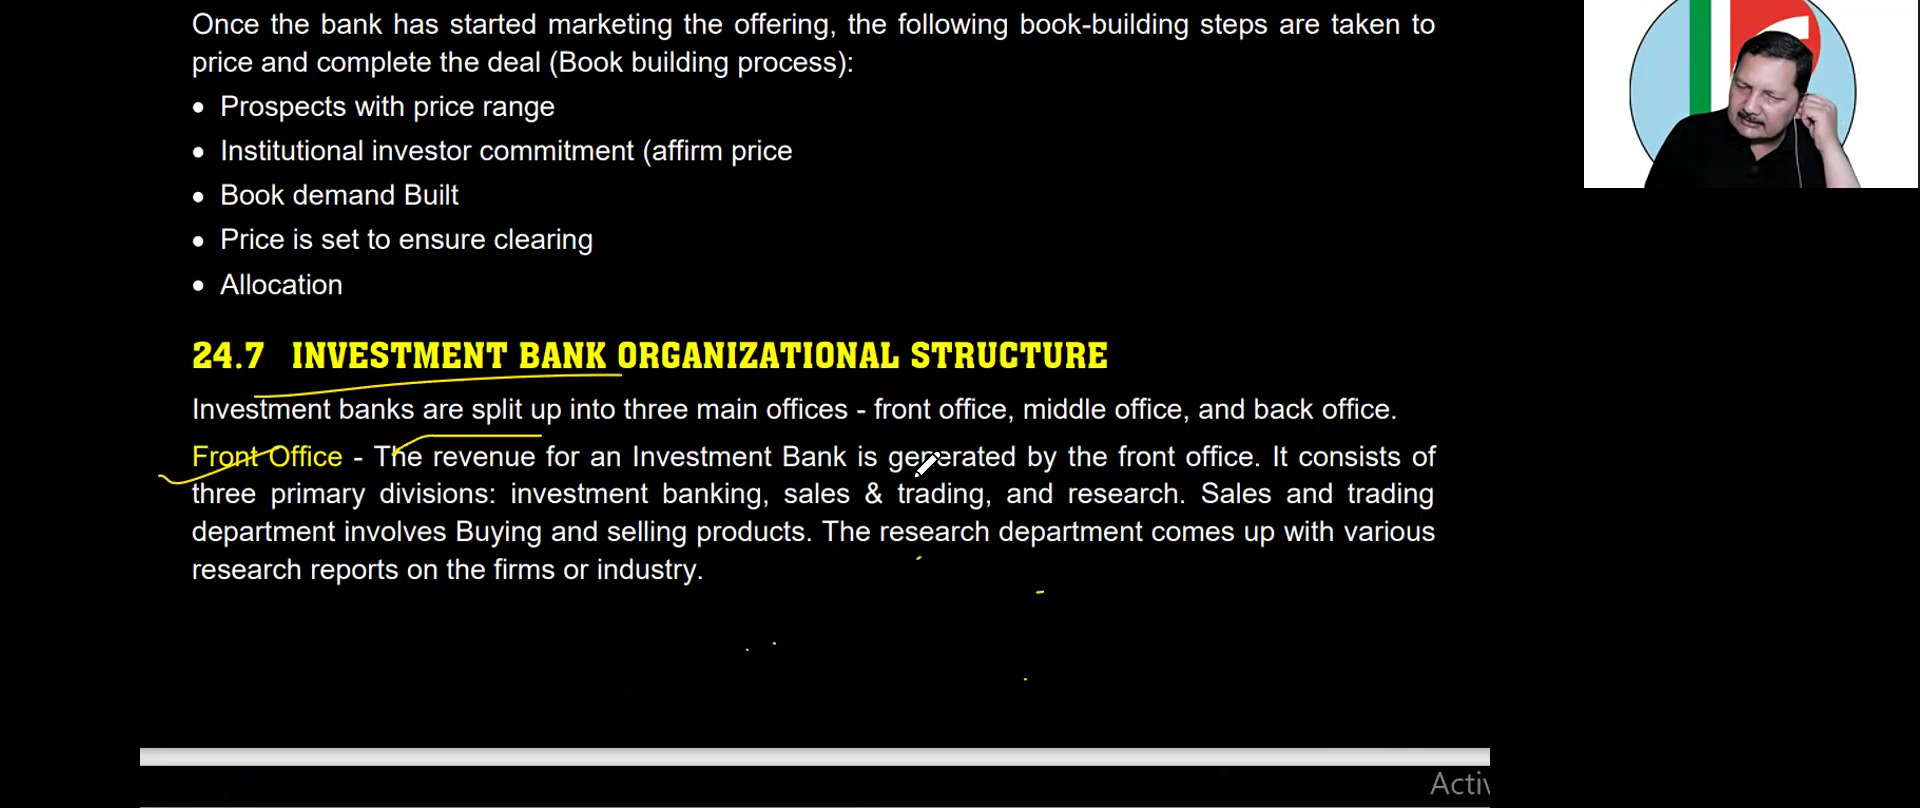 Once the bank has started marketing the offering, the following book-building steps are taken to
price and complete the deal (Book building process):
• Prospects with price range
• Institutional investor commitment (affirm price
• Book demand Built
• Price is set to ensure clearing
• Allocation
24.7 INVESTMENT BANK ORGANIZATIONAL STRUCTURE
Investment banks are split up into three main offices - front office, middle office, and back office.
Front Office - The revenue for an Investment Bank is generated by the front office. It consists of
three primary divisions: investment banking, sales & trading, and research. Sales and trading
department involves Buying and selling products. The research department comes up with various
research reports on the firms or industry.
Activ